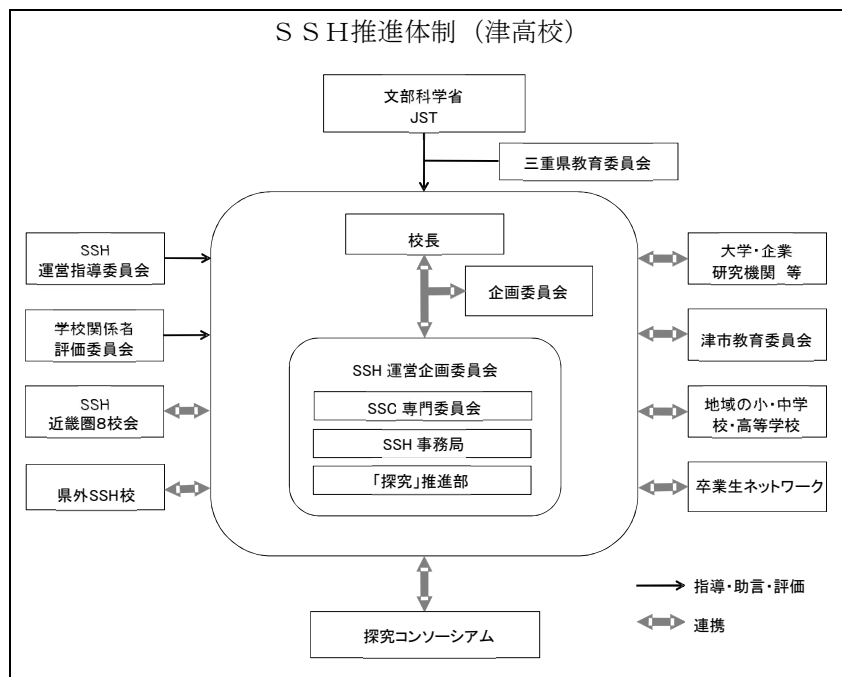 ＳＳＨ推進体制（津高校）
文部科学省
JST
三重県教育委員会
校長
企画委員会
SSH
運営指導委員会
学校関係者
評価委員会
SSH
近畿圏８校会
県外SSH校
SSH 運営企画委員会
SSC 専門委員会
SSH 事務局
「探究」推進部
大学・企業
研究機関 等
津市教育委員会
地域の小・中学
校・高等学校
卒業生ネットワーク
探究コンソーシアム
指導・助言・評価
連携